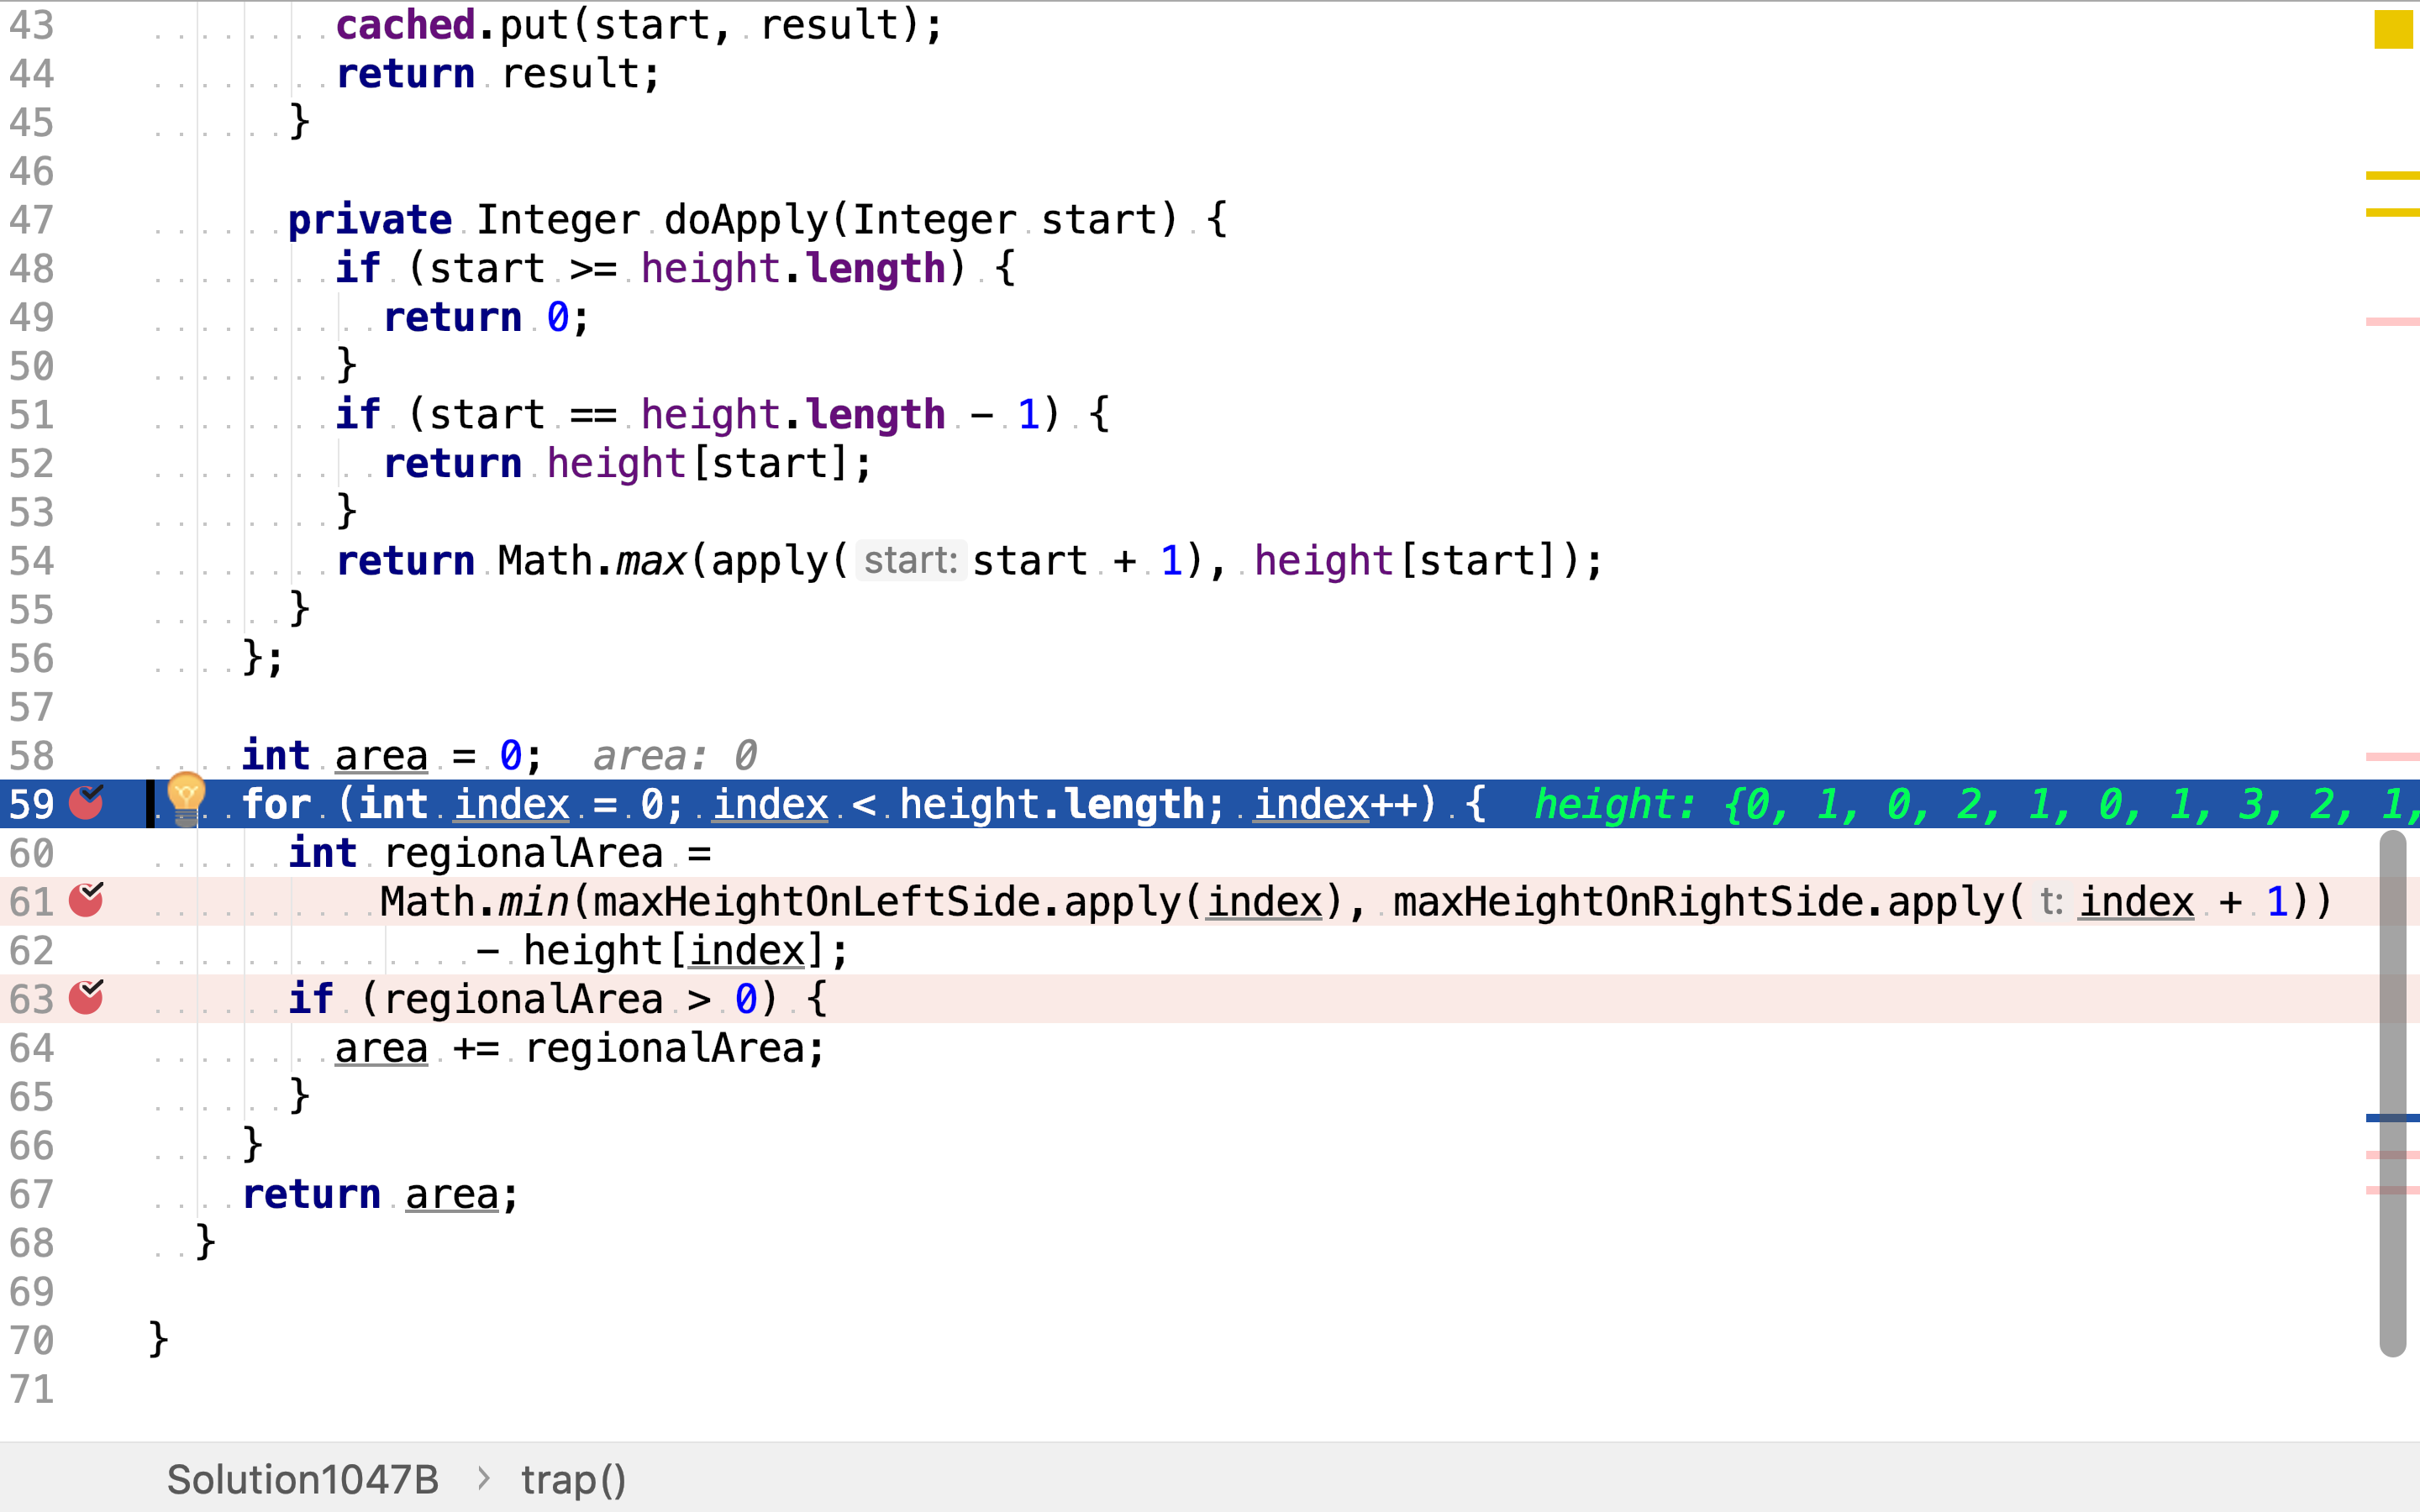 43 cached.put(start, result);
44 return result;
45 }
46
47 private Integer doApply(Integer start) {
48 if (start >= height.length) {
49 return 0;
50 }
51 if (start == height.length - 1) {
52 return height[start];
53 }
54 return Math.max(apply( start: start + 1), height[start]);
55 }
56 };
57
58 int area = 0; area: 0
59 for (int index = 0; index < height.length; index++) { height: {0, 1, 0, 2, 1, 0, 1, 3, 2, 1,
60 int regionalArea =
61 Math.min(maxHeightOnLeftSide.apply(index), maxHeightOnRightSide.apply( t: index + 1))
62 - height[index];
63 if (regionalArea > 0) {
64 area += regionalArea;
65 }
66 }
67 return area;
68 }
69
70 }
71
Solution1047B › trap()